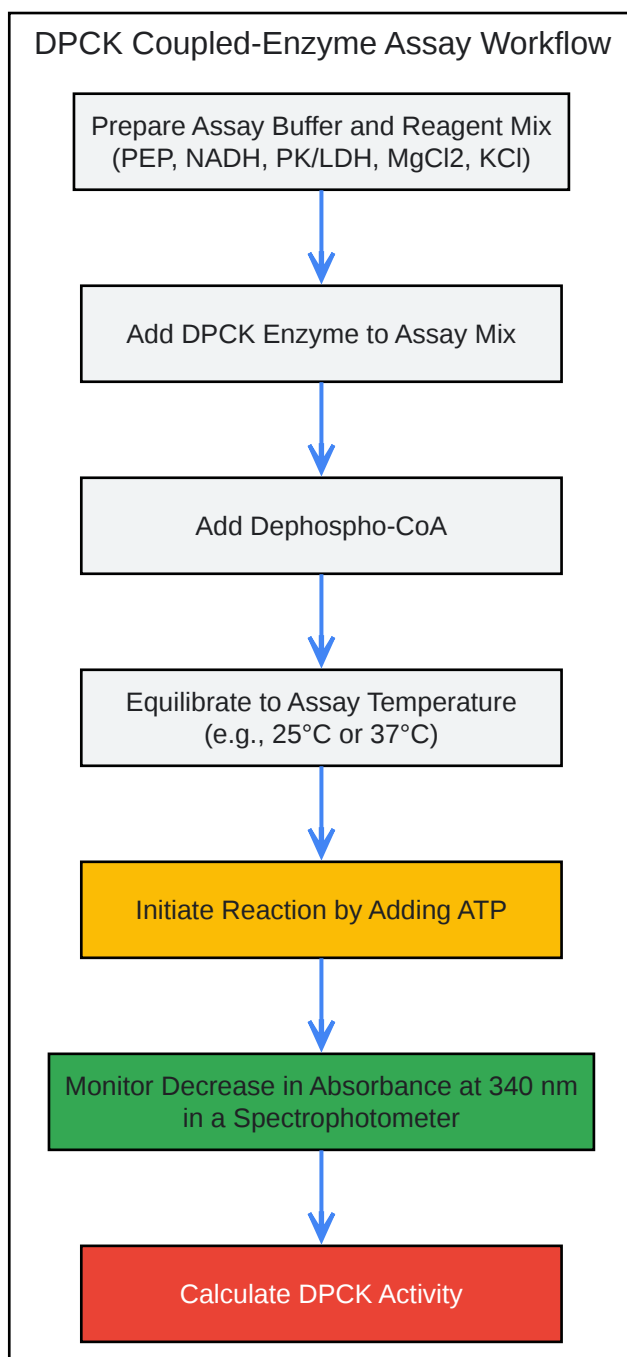 DPCK Coupled-Enzyme Assay Workflow
Prepare Assay Buffer and Reagent Mix
(PEP, NADH, PK/LDH, MgCl2, KCl)
Add DPCK Enzyme to Assay Mix
Add Dephospho-CoA
Equilibrate to Assay Temperature
(e.g., 25°C or 37°C)
Initiate Reaction by Adding ATP
Monitor Decrease in Absorbance at 340 nm
in a Spectrophotometer
Calculate DPCK Activity